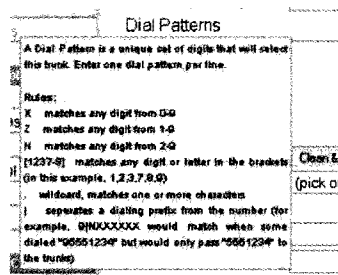 Dial Patterns
A Dial Pattern is a unique set of digits that will select
this trunk. Enter one dial pattern per line.
Rules:
X matches any digit from 0-9
Z matches any digit from 1-9
N matches any digit from 2-9
[1237-9] matches any digit or letter in the brackets
(in this example, 1,2,3,7,8,9)
. wildcard, matches one or more characters
| seperates a dialing prefix from the number (for
example, 9|NXXXXXX would match when some
dialed "95551234" but would only pass "5551234" to
the trunks)
Clean &
(pick o